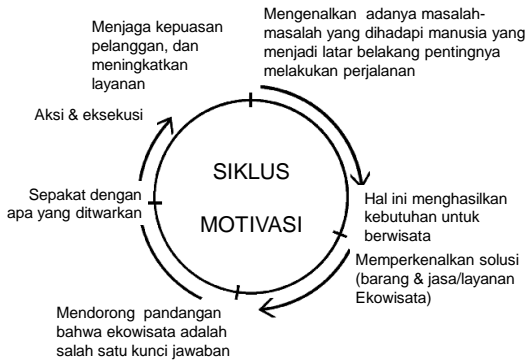 Mengenalkan adanya masalah-
masalah yang dihadapi manusia yang
menjadi latar belakang pentingnya
melakukan perjalanan
Hal ini menghasilkan
kebutuhan untuk
berwisata
Memperkenalkan solusi
(barang & jasa/layanan
Ekowisata)
Mendorong pandangan
bahwa ekowisata adalah
salah satu kunci jawaban
Sepakat dengan
apa yang ditwarkan
Aksi & eksekusi
Menjaga kepuasan
pelanggan, dan
meningkatkan
layanan
SIKLUS
MOTIVASI